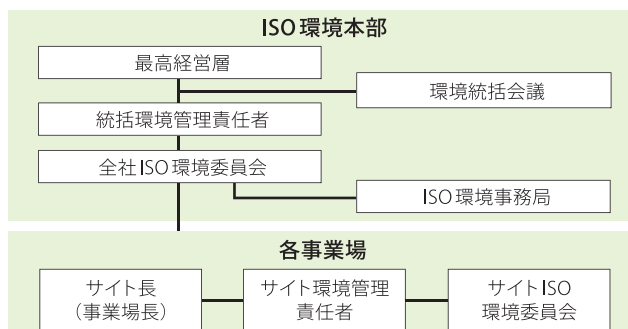 ISO環境本部
最高経営層
環境統括会議
統括環境管理責任者
全社ISO環境委員会
ISO環境事務局
各事業場
サイト長
（事業場長）
サイト環境管理
責任者
サイトISO
環境委員会